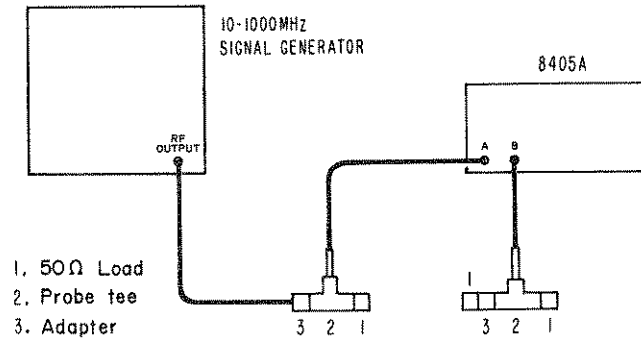 10-1000MHz
SIGNAL GENERATOR
8405A
RF
OUTPUT
A B
1. 50Ω Load
2. Probe tee
3. Adapter
3 2 1
1
3 2 1